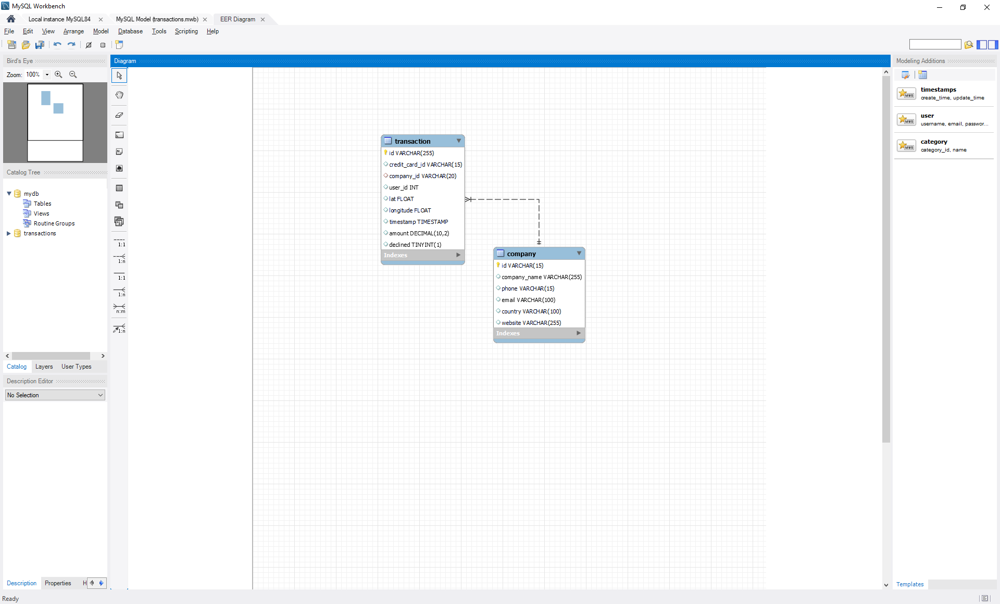 MySQL Workbench
Local instance MySQL84
MySQL Model (transactions.mwb)
EER Diagram
File Edit View Arrange Model Database Tools Scripting Help
Bird's Eye
Zoom: 100%
Catalog Tree
mydb
Tables
Views
Routine Groups
transactions
Catalog Layers User Types
Description Editor
No Selection
Description Properties H
Ready
Diagram
1:1
1:n
1:1
1:n
n:m
1:n
transaction
id VARCHAR(255)
credit_card_id VARCHAR(15)
company_id VARCHAR(20)
user_id INT
lat FLOAT
longitude FLOAT
timestamp TIMESTAMP
amount DECIMAL(10,2)
declined TINYINT(1)
Indexes
company
id VARCHAR(15)
company_name VARCHAR(255)
phone VARCHAR(15)
email VARCHAR(100)
country VARCHAR(100)
website VARCHAR(255)
Indexes
Modeling Additions
MWB
timestamps
create_time, update_time
MWB
user
username, email, passwor...
MWB
category
category_id, name
Templates